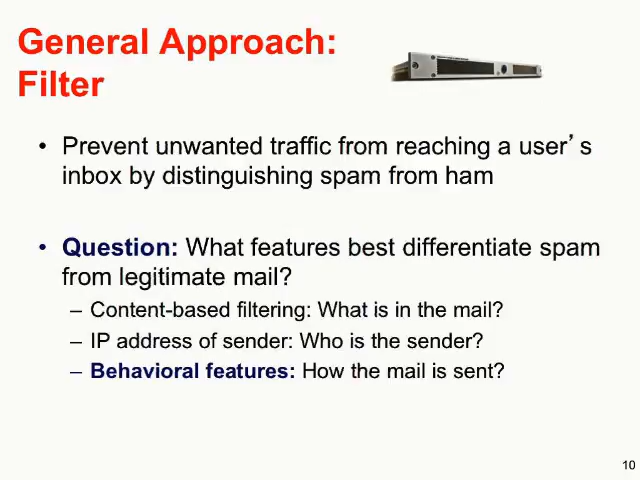 General Approach:
Filter
• Prevent unwanted traffic from reaching a user’s
inbox by distinguishing spam from ham
• Question: What features best differentiate spam
from legitimate mail?
– Content-based filtering: What is in the mail?
– IP address of sender: Who is the sender?
– Behavioral features: How the mail is sent?
10